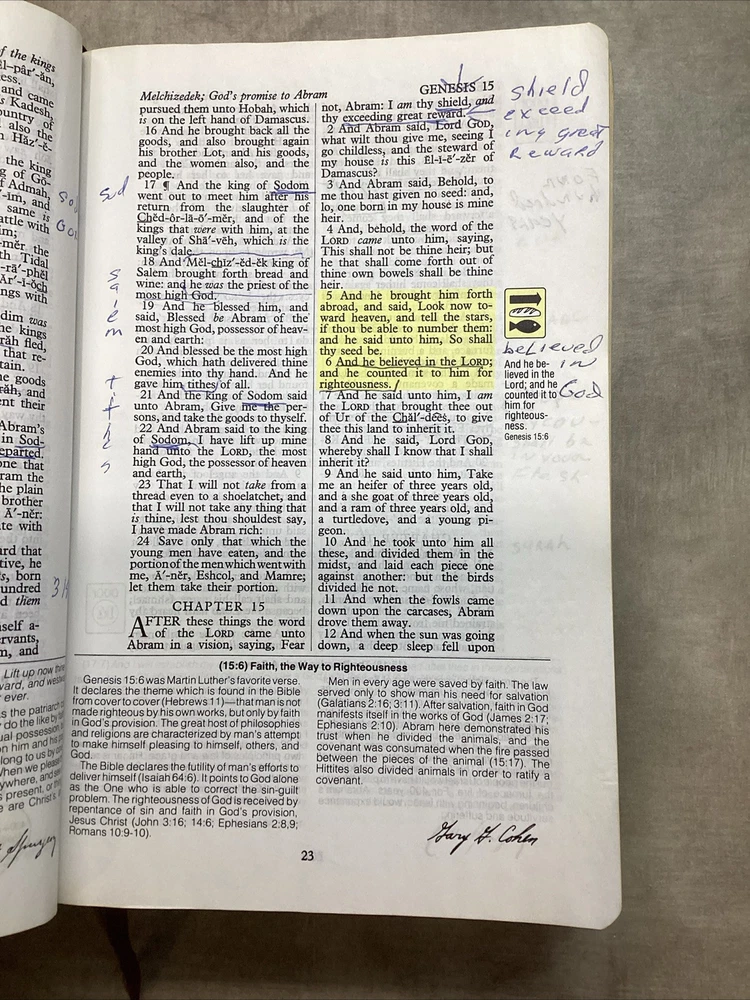 Melchizedek; God's promise to Abram
GENESIS 15
pursued them unto Hobah, which
is on the left hand of Damascus.
16 And he brought back all the
goods, and also brought again
his brother Lot, and his goods,
and the women also, and the
people.
17 ¶ And the king of Sodom
went out to meet him after his
return from the slaughter of
Chĕd-ôr-lā-ō′-mĕr, and of the
kings that were with him, at the
valley of Shā′-vĕh, which is the
king's dale.
18 And Mĕl-chĭz′-ĕd-ĕk king of
Salem brought forth bread and
wine: and he was the priest of the
most high God.
19 And he blessed him, and
said, Blessed be Abram of the
most high God, possessor of heav-
en and earth:
20 And blessed be the most high
God, which hath delivered thine
enemies into thy hand. And he
gave him tithes of all.
21 And the king of Sodom said
unto Abram, Give me the per-
sons, and take the goods to thyself.
22 And Abram said to the king
of Sodom, I have lift up mine
hand unto the LORD, the most
high God, the possessor of heaven
and earth,
23 That I will not take from a
thread even to a shoelatchet, and
that I will not take any thing that
is thine, lest thou shouldest say,
I have made Abram rich:
24 Save only that which the
young men have eaten, and the
portion of the men which went with
me, Ā′-nĕr, Eshcol, and Mamre;
let them take their portion.
CHAPTER 15
AFTER these things the word
of the LORD came unto
Abram in a vision, saying, Fear
not, Abram: I am thy shield, and
thy exceeding great reward.
2 And Abram said, Lord GOD,
what wilt thou give me, seeing I
go childless, and the steward of
my house is this Ĕl-ī-ē′-zĕr of
Damascus?
3 And Abram said, Behold, to
me thou hast given no seed: and,
lo, one born in my house is mine
heir.
4 And, behold, the word of the
LORD came unto him, saying,
This shall not be thine heir; but
he that shall come forth out of
thine own bowels shall be thine
heir.
5 And he brought him forth
abroad, and said, Look now to-
ward heaven, and tell the stars,
if thou be able to number them:
and he said unto him, So shall
thy seed be.
6 And he believed in the LORD;
and he counted it to him for
righteousness.
7 And he said unto him, I am
the LORD that brought thee out
of Ur of the Chăl′-dēeṣ, to give
thee this land to inherit it.
8 And he said, Lord GOD,
whereby shall I know that I shall
inherit it?
9 And he said unto him, Take
me an heifer of three years old,
and a she goat of three years old,
and a ram of three years old, and
a turtledove, and a young pi-
geon.
10 And he took unto him all
these, and divided them in the
midst, and laid each piece one
against another: but the birds
divided he not.
11 And when the fowls came
down upon the carcases, Abram
drove them away.
12 And when the sun was going
down, a deep sleep fell upon
shield
exceed
ing great
Reward
believed
in
God
And he be-
lieved in the
Lord; and he
counted it to
him for
righteous-
ness.
Genesis 15:6
salem
tithes
(15:6) Faith, the Way to Righteousness
Genesis 15:6 was Martin Luther's favorite verse.
It declares the theme which is found in the Bible
from cover to cover (Hebrews 11)—that man is not
made righteous by his own works, but only by faith
in God's provision. The great host of philosophies
and religions are characterized by man's attempt
to make himself pleasing to himself, others, and
God.
The Bible declares the futility of man's efforts to
deliver himself (Isaiah 64:6). It points to God alone
as the One who is able to correct the sin-guilt
problem. The righteousness of God is received by
repentance of sin and faith in God's provision,
Jesus Christ (John 3:16; 14:6; Ephesians 2:8,9;
Romans 10:9-10).
Men in every age were saved by faith. The law
served only to show man his need for salvation
(Galatians 2:16; 3:11). After salvation, faith in God
manifests itself in the works of God (James 2:17;
Ephesians 2:10). Abram here demonstrated his
trust when he divided the animals, and the
covenant was consumated when the fire passed
between the pieces of the animal (15:17). The
Hittites also divided animals in order to ratify a
covenant.
Gary G. Cohen
23